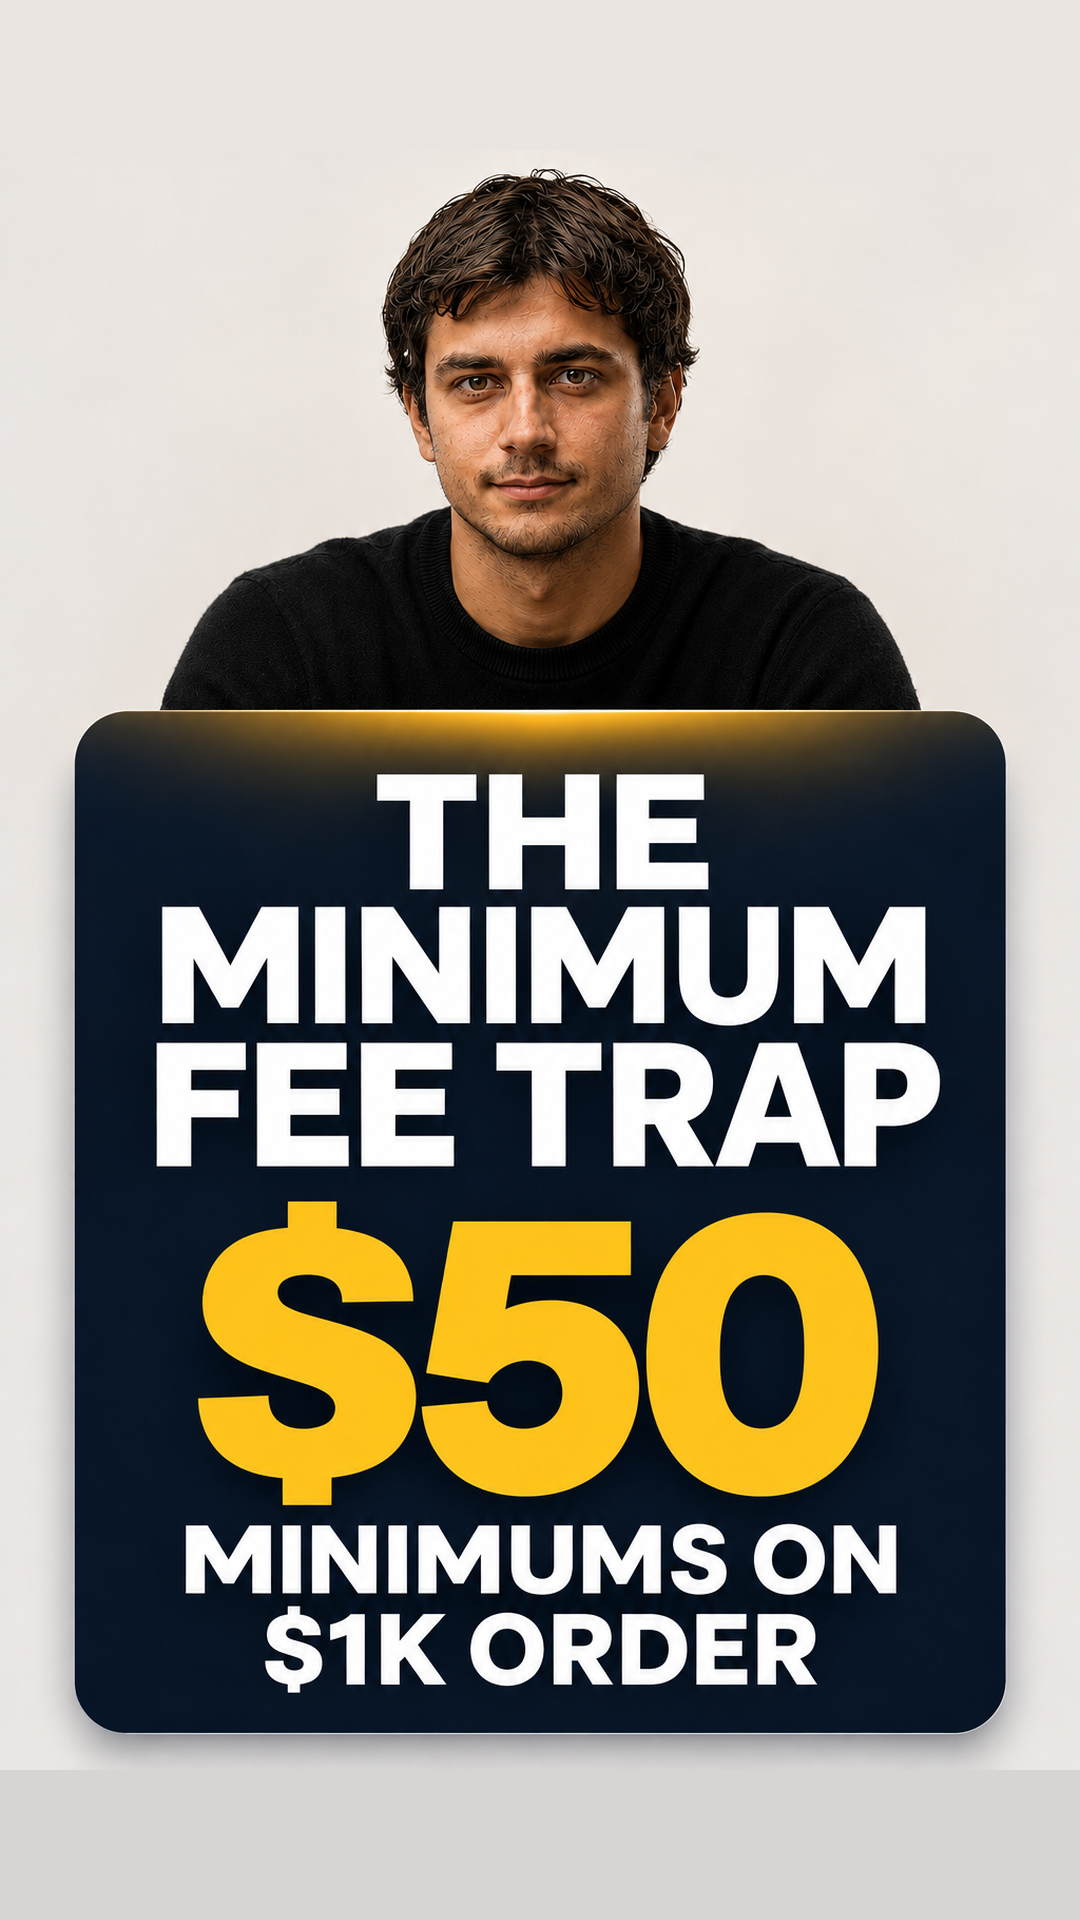 THE
MINIMUM
FEE TRAP
$50
MINIMUMS ON
$1K ORDER